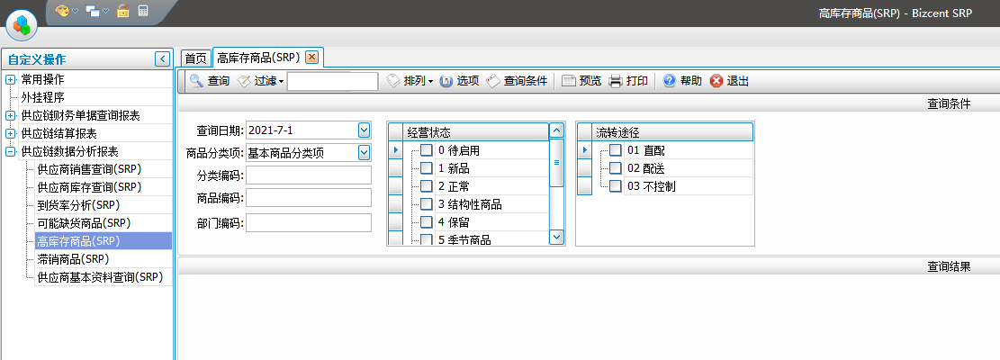 高库存商品(SRP) - Bizcent SRP
自定义操作
常用操作
外挂程序
供应链财务单据查询报表
供应链结算报表
供应链数据分析报表
供应商销售查询(SRP)
供应商库存查询(SRP)
到货率分析(SRP)
可能缺货商品(SRP)
高库存商品(SRP)
滞销商品(SRP)
供应商基本资料查询(SRP)
首页 高库存商品(SRP)
查询 过滤 排列 选项 查询条件 预览 打印 帮助 退出
查询条件
查询日期: 2021-7-1
商品分类项: 基本商品分类项
分类编码:
商品编码:
部门编码:
经营状态
0 待启用
1 新品
2 正常
3 结构性商品
4 保留
5 季节商品
流转途径
01 直配
02 配送
03 不控制
查询结果